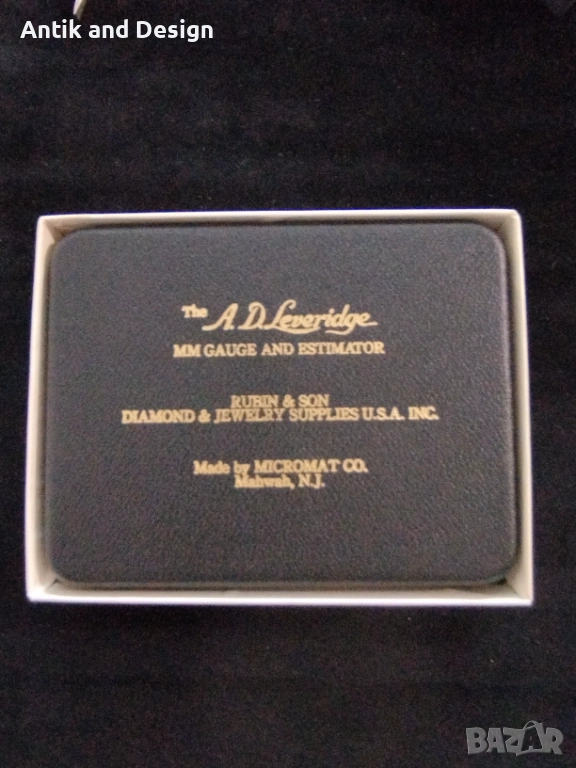 Antik and Design
The A.D. Leveridge
MM GAUGE AND ESTIMATOR
RUBIN & SON
DIAMOND & JEWELRY SUPPLIES U.S.A. INC.
Made by MICROMAT CO.
Mahwah, N.J.
BAZAR